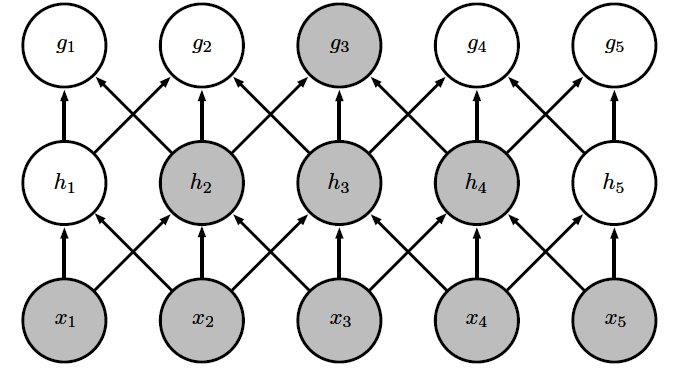 g₁ g₂ g₃ g₄ g₅
h₁ h₂ h₃ h₄ h₅
x₁ x₂ x₃ x₄ x₅